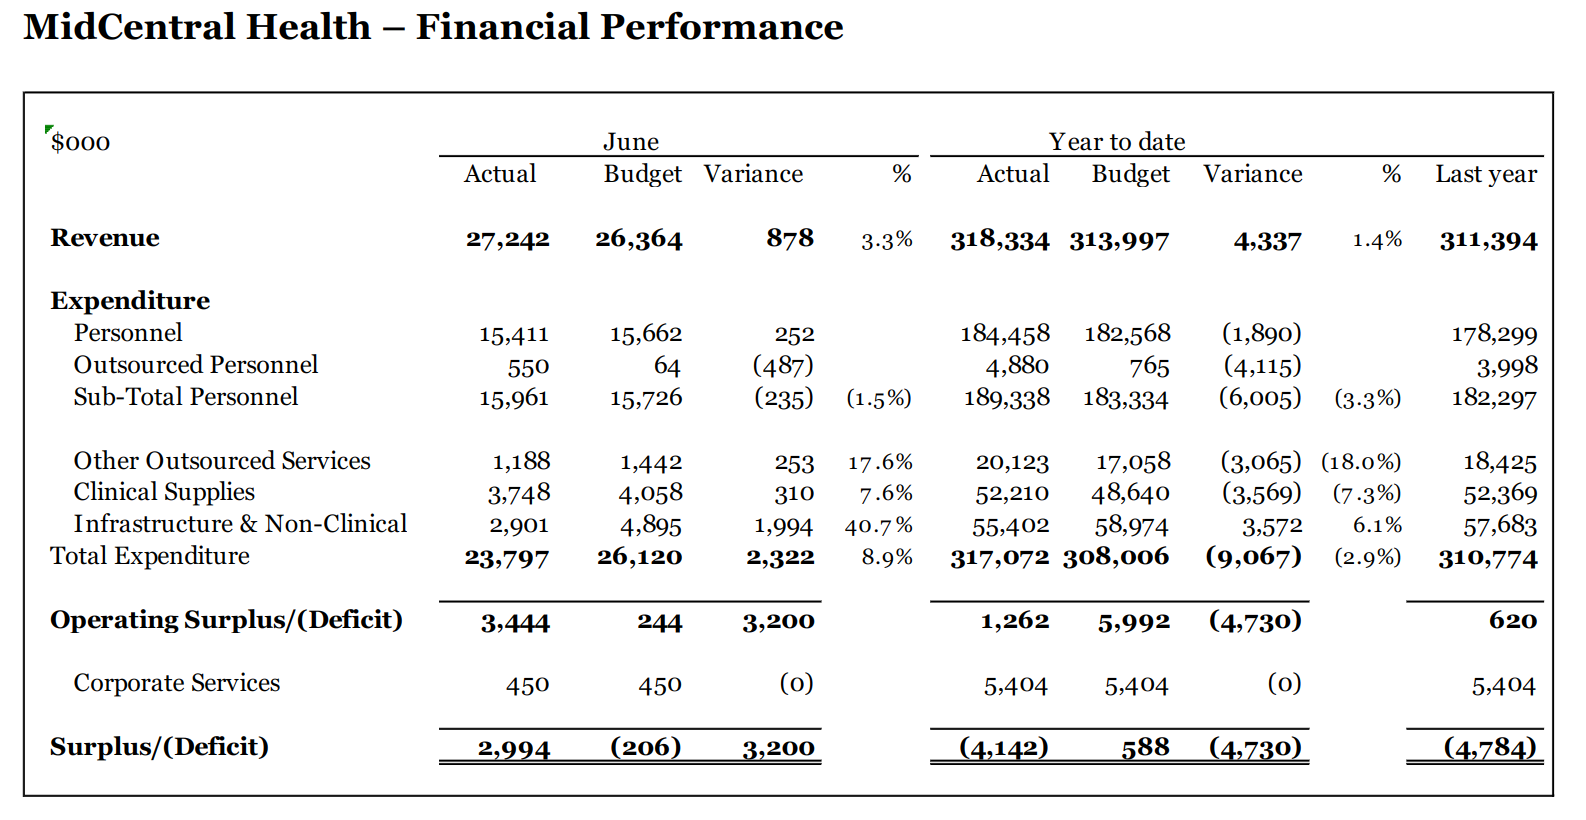 MidCentral Health – Financial Performance
$000 June Year to date
Actual Budget Variance % Actual Budget Variance % Last year
Revenue 27,242 26,364 878 3.3% 318,334 313,997 4,337 1.4% 311,394
Expenditure
Personnel 15,411 15,662 252 184,458 182,568 (1,890) 178,299
Outsourced Personnel 550 64 (487) 4,880 765 (4,115) 3,998
Sub-Total Personnel 15,961 15,726 (235) (1.5%) 189,338 183,334 (6,005) (3.3%) 182,297
Other Outsourced Services 1,188 1,442 253 17.6% 20,123 17,058 (3,065) (18.0%) 18,425
Clinical Supplies 3,748 4,058 310 7.6% 52,210 48,640 (3,569) (7.3%) 52,369
Infrastructure & Non-Clinical 2,901 4,895 1,994 40.7% 55,402 58,974 3,572 6.1% 57,683
Total Expenditure 23,797 26,120 2,322 8.9% 317,072 308,006 (9,067) (2.9%) 310,774
Operating Surplus/(Deficit) 3,444 244 3,200 1,262 5,992 (4,730) 620
Corporate Services 450 450 (0) 5,404 5,404 (0) 5,404
Surplus/(Deficit) 2,994 (206) 3,200 (4,142) 588 (4,730) (4,784)